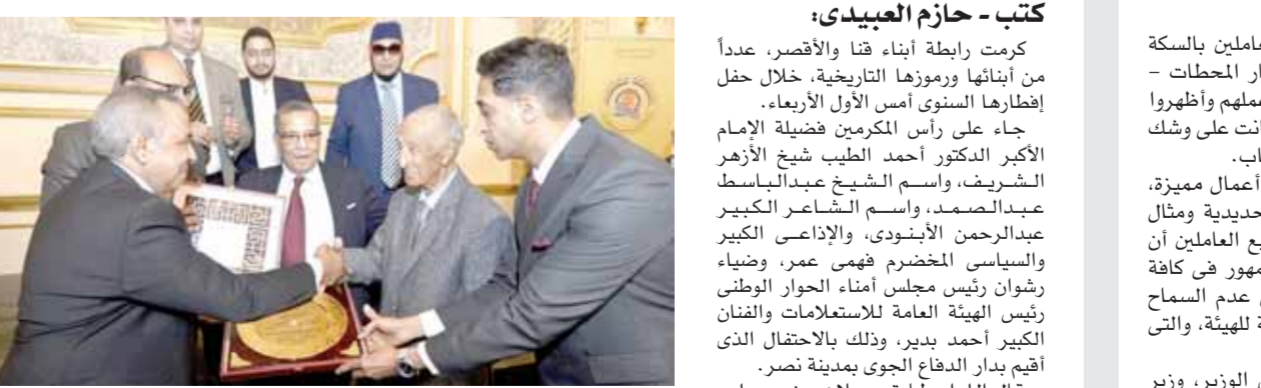 كتب - حازم العبيدى:
كرمت رابطة أبناء قنا والأقصر، عدداً
من أبنائها ورموزها التاريخية، خلال حفل
إفطارها السنوى أمس الأول الأربعاء.
جاء على رأس المكرمين فضيلة الإمام
الأكبر الدكتور أحمد الطيب شيخ الأزهر
الشريف، واسم الشيخ عبدالباسط
عبدالصمد، واسم الشاعر الكبير
عبدالرحمن الأبنودى، والإذاعى الكبير
والسياسى المخضرم فهمى عمر، وضياء
رشوان رئيس مجلس أمناء الحوار الوطنى
رئيس الهيئة العامة للاستعلامات والفنان
الكبير أحمد بدير، وذلك بالاحتفال الذى
أقيم بدار الدفاع الجوى بمدينة نصر.
عاملين بالسكة
ار المحطات -
عملهم وأظهروا
انت على وشك
اب.
أعمال مميزة،
حديدية ومثال
يع العاملين أن
مهور فى كافة
عدم السماح
ة للهيئة، والتى
الوزير، وزير